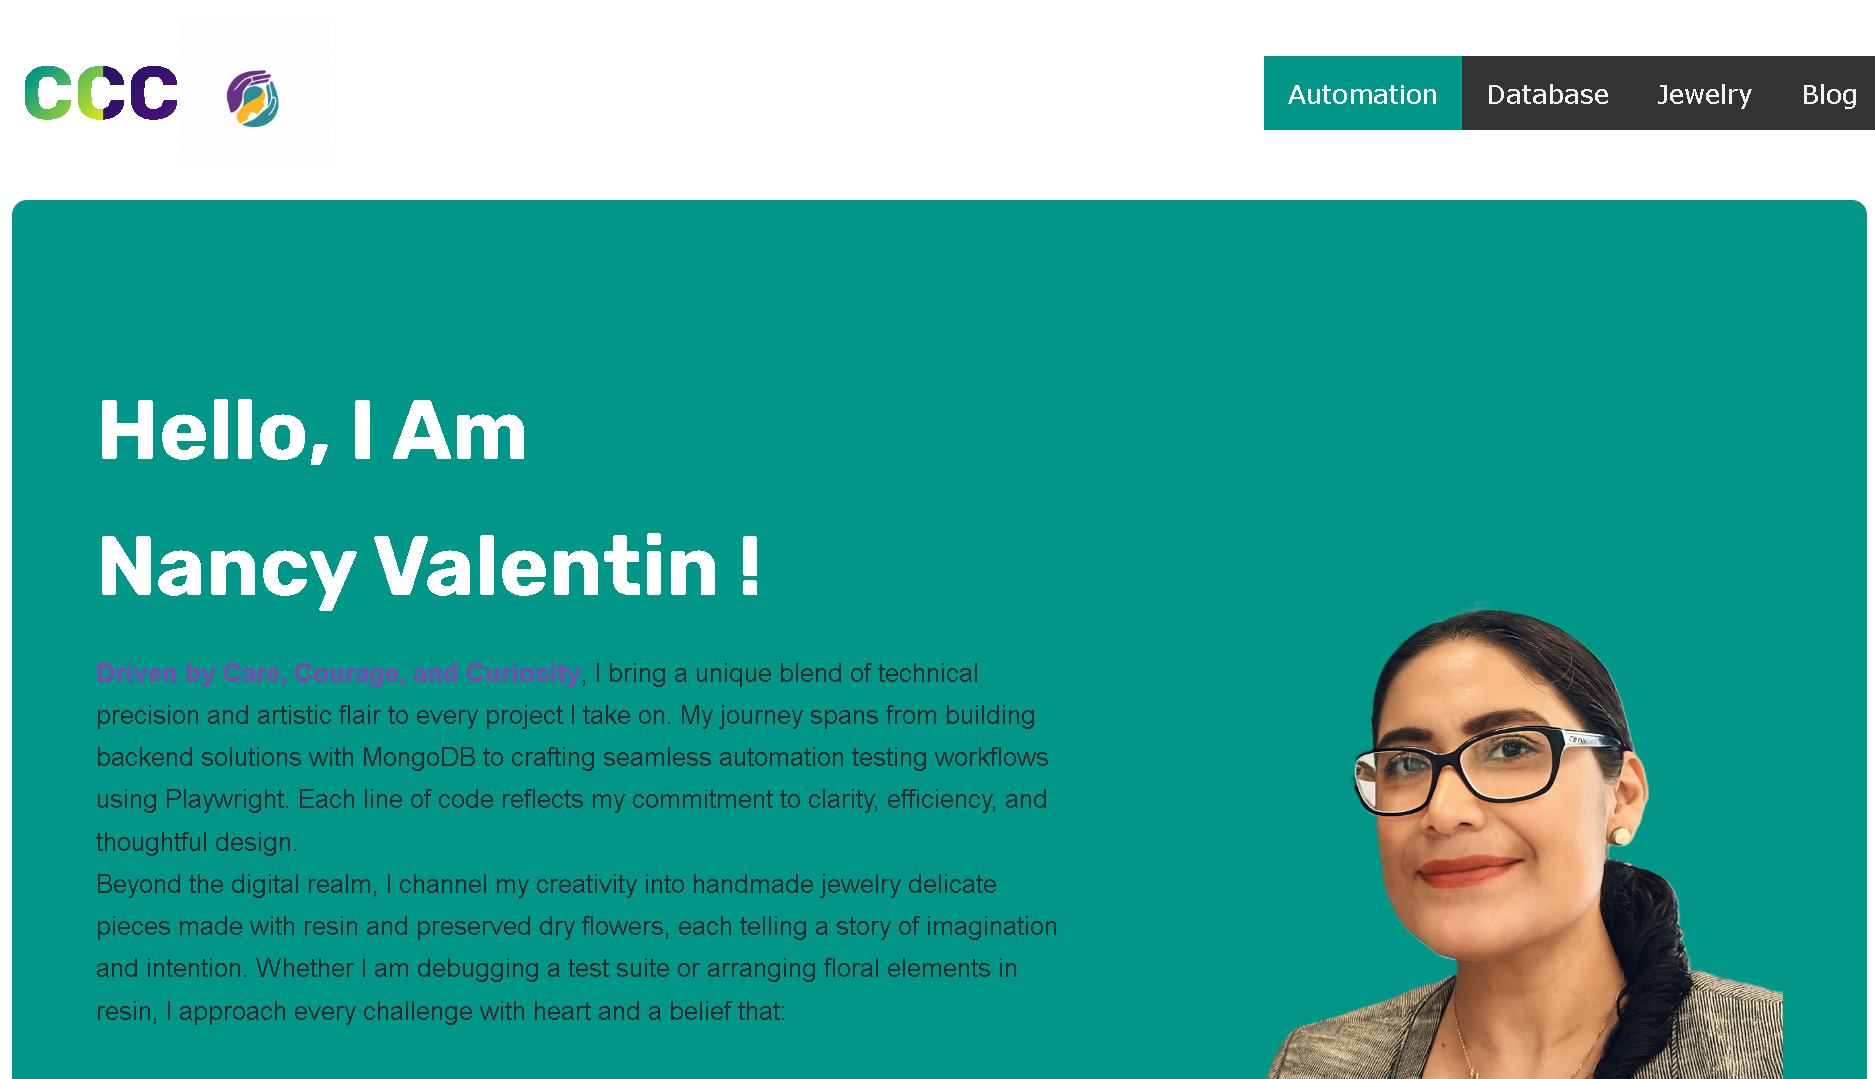 CCC
Automation Database Jewelry Blog
Hello, I Am
Nancy Valentin !
Driven by Care, Courage, and Curiosity, I bring a unique blend of technical
precision and artistic flair to every project I take on. My journey spans from building
backend solutions with MongoDB to crafting seamless automation testing workflows
using Playwright. Each line of code reflects my commitment to clarity, efficiency, and
thoughtful design.
Beyond the digital realm, I channel my creativity into handmade jewelry delicate
pieces made with resin and preserved dry flowers, each telling a story of imagination
and intention. Whether I am debugging a test suite or arranging floral elements in
resin, I approach every challenge with heart and a belief that: